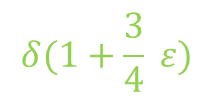 δ(1 + 3/4 ε)